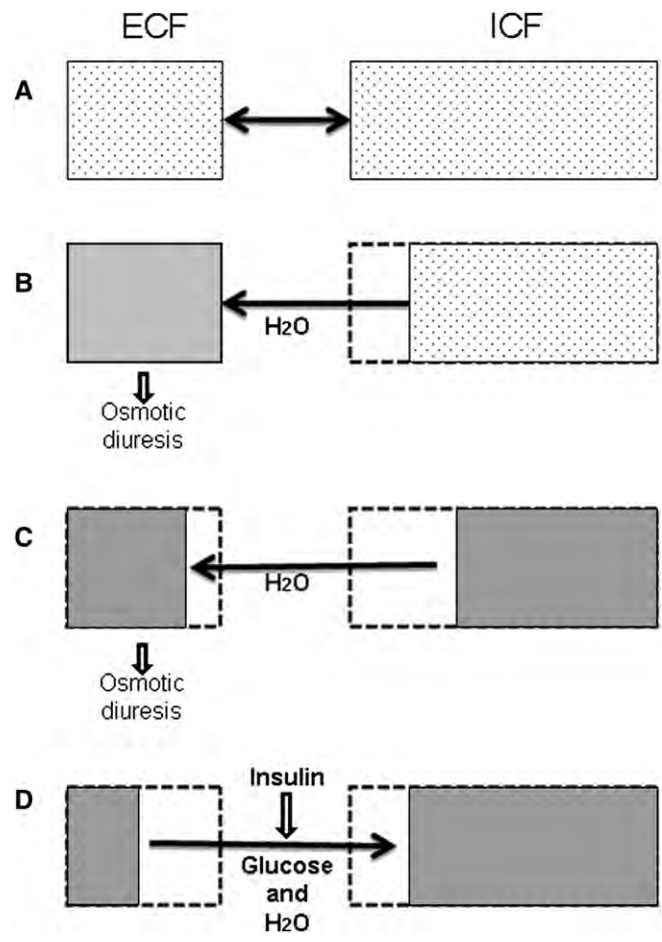 ECF ICF
A
B
H2O
Osmotic
diuresis
C
H2O
Osmotic
diuresis
Insulin
D
Glucose
and
H2O